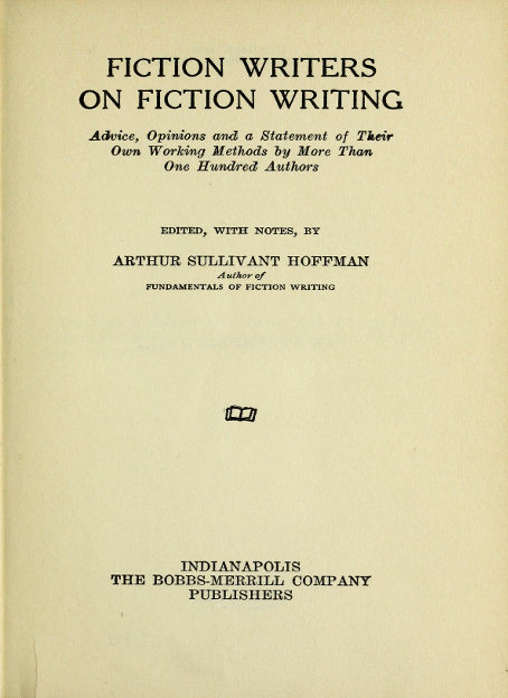 FICTION WRITERS
ON FICTION WRITING
Advice, Opinions and a Statement of Their
Own Working Methods by More Than
One Hundred Authors
EDITED, WITH NOTES, BY
ARTHUR SULLIVANT HOFFMAN
Author of
FUNDAMENTALS OF FICTION WRITING
INDIANAPOLIS
THE BOBBS-MERRILL COMPANY
PUBLISHERS